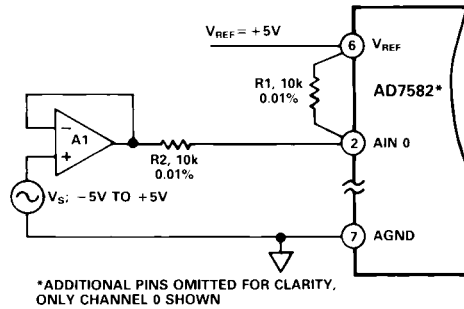 V_REF = +5V
6
V_REF
R1, 10k
0.01%
AD7582*
−
A1
+
2
AIN 0
R2, 10k
0.01%
V_S; −5V TO +5V
7
AGND
*ADDITIONAL PINS OMITTED FOR CLARITY,
ONLY CHANNEL 0 SHOWN